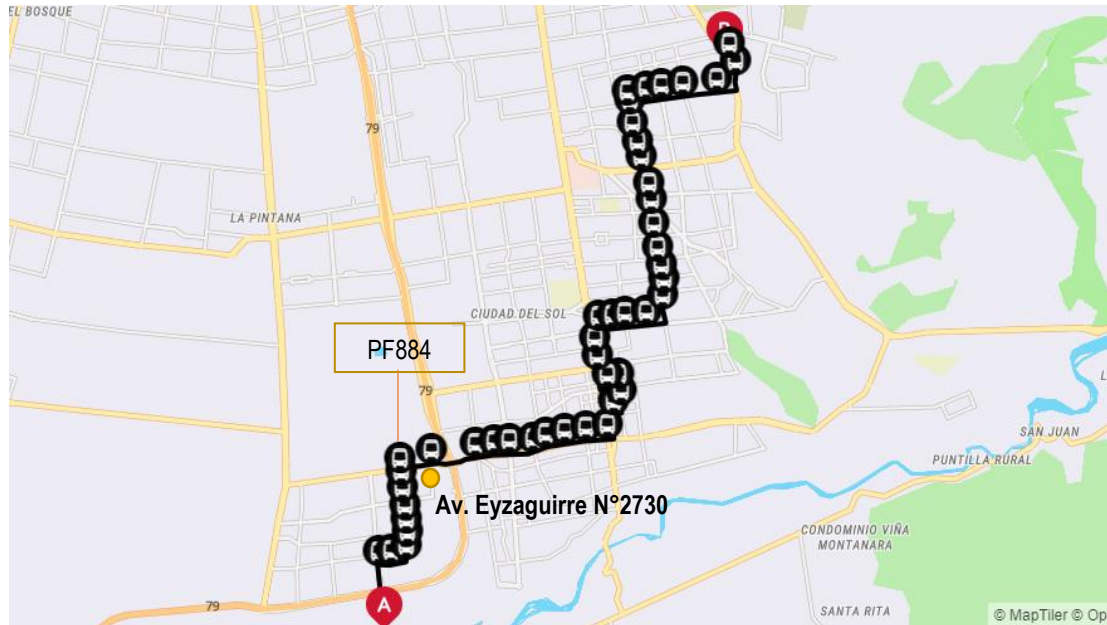 EL BOSQUE
79
LA PINTANA
CIUDAD DEL SOL
PF884
79
SAN JUAN
PUNTILLA RURAL
Av. Eyzaguirre N°2730
CONDOMINIO VIÑA
MONTANARA
A
79
SANTA RITA
© MapTiler © Op